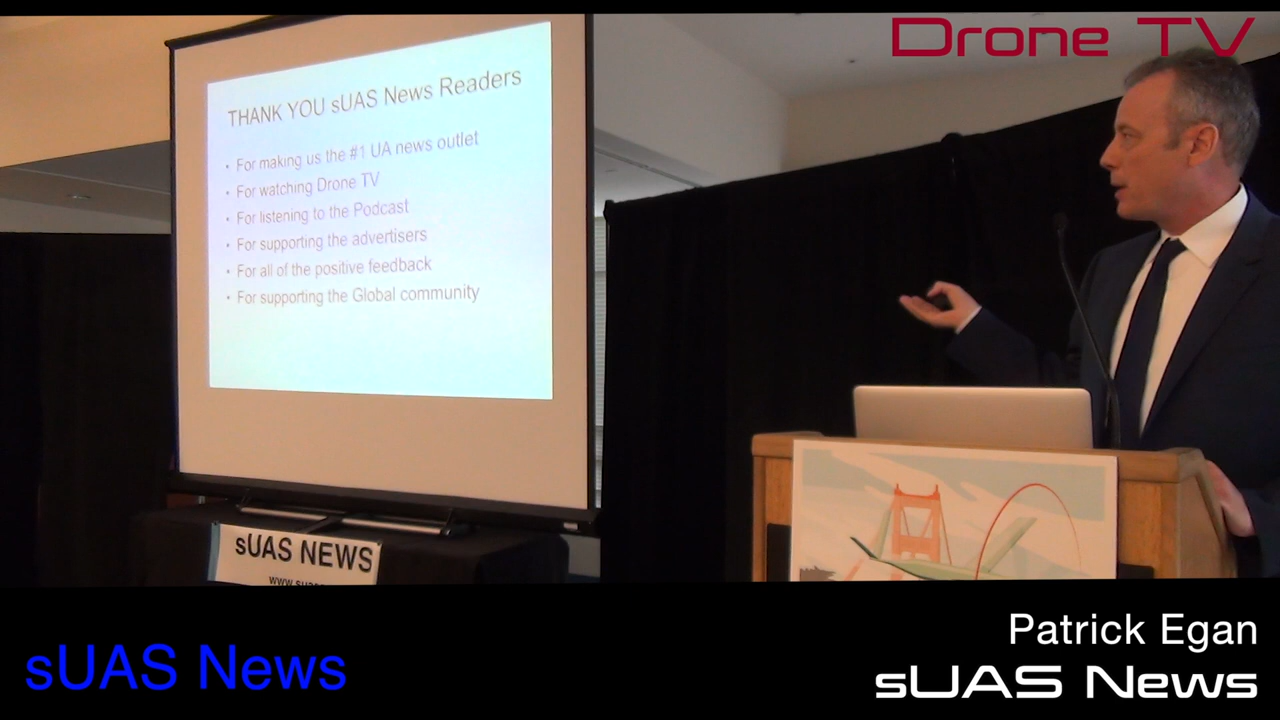 Drone TV
THANK YOU sUAS News Readers
• For making us the #1 UA news outlet
• For watching Drone TV
• For listening to the Podcast
• For supporting the advertisers
• For all of the positive feedback
• For supporting the Global community
sUAS NEWS
Patrick Egan
sUAS News
sUAS News